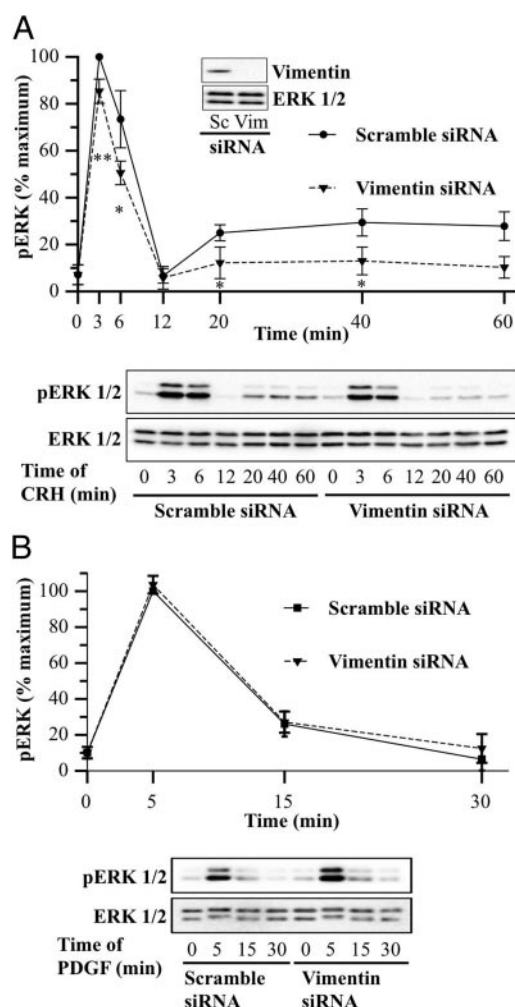 A
pERK (% maximum)
100
80
60
40
20
0
Vimentin
ERK 1/2
Sc Vim
siRNA
Scramble siRNA
Vimentin siRNA
**
*
*
*
0 3 6 12 20 40 60
Time (min)
pERK 1/2
ERK 1/2
Time of CRH (min)
0 3 6 12 20 40 60 0 3 6 12 20 40 60
Scramble siRNA Vimentin siRNA
B
pERK (% maximum)
100
80
60
40
20
0
Scramble siRNA
Vimentin siRNA
0 5 15 30
Time (min)
pERK 1/2
ERK 1/2
Time of PDGF (min)
0 5 15 30 0 5 15 30
Scramble siRNA
Vimentin siRNA